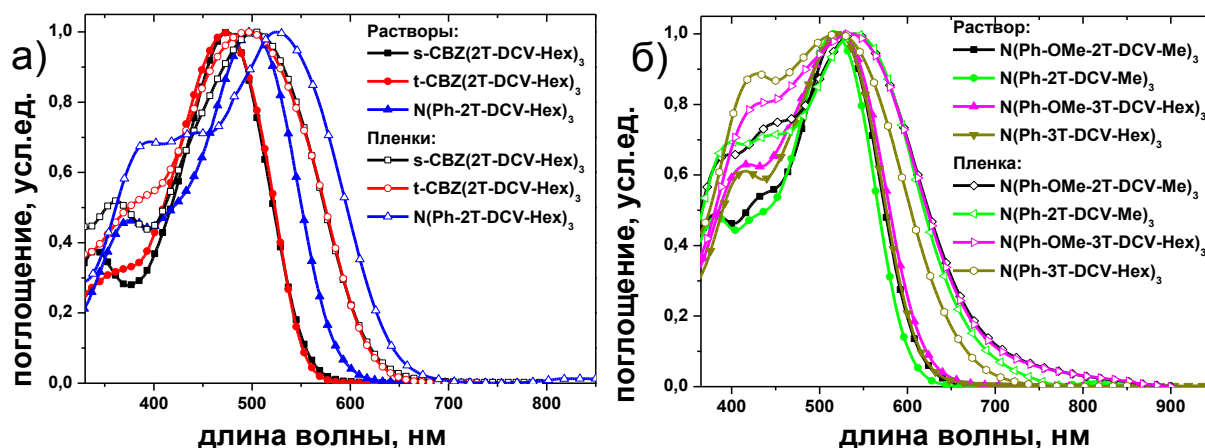 а)
поглощение, усл.ед.
1,0
0,8
0,6
0,4
0,2
0,0
400
500
600
700
800
длина волны, нм
Растворы:
s-CBZ(2T-DCV-Hex)₃
t-CBZ(2T-DCV-Hex)₃
N(Ph-2T-DCV-Hex)₃
Пленки:
s-CBZ(2T-DCV-Hex)₃
t-CBZ(2T-DCV-Hex)₃
N(Ph-2T-DCV-Hex)₃
б)
поглощение, усл.ед.
1,0
0,8
0,6
0,4
0,2
0,0
400
500
600
700
800
900
длина волны, нм
Раствор:
N(Ph-OMe-2T-DCV-Me)₃
N(Ph-2T-DCV-Me)₃
N(Ph-OMe-3T-DCV-Hex)₃
N(Ph-3T-DCV-Hex)₃
Пленка:
N(Ph-OMe-2T-DCV-Me)₃
N(Ph-2T-DCV-Me)₃
N(Ph-OMe-3T-DCV-Hex)₃
N(Ph-3T-DCV-Hex)₃